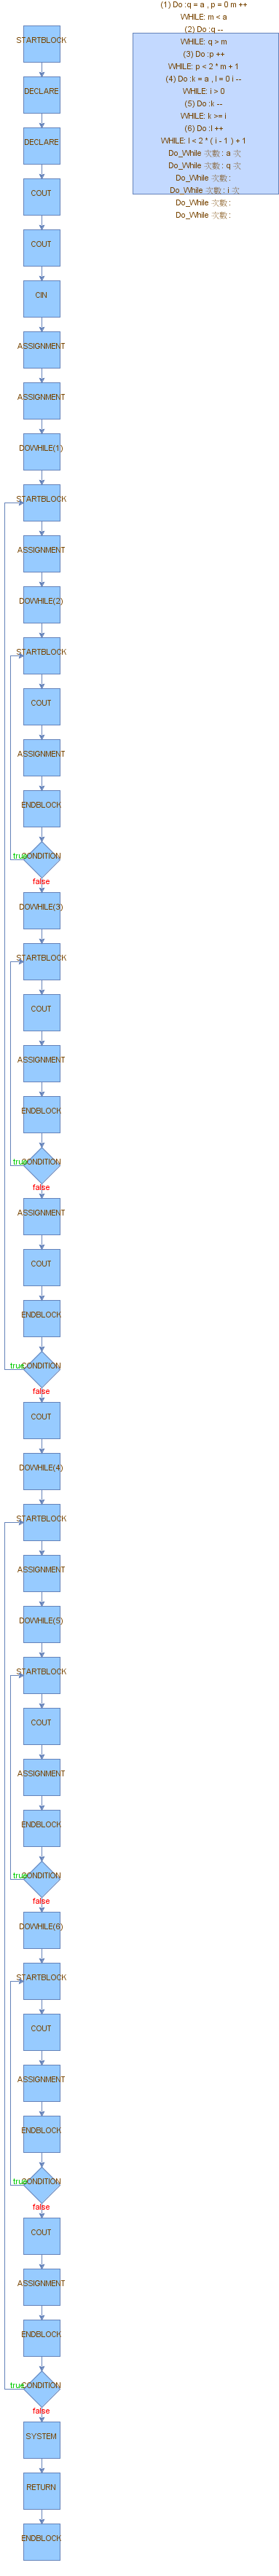 (1) Do :q = a , p = 0 m ++
WHILE: m < a
(2) Do :q --
WHILE: q > m
(3) Do :p ++
WHILE: p < 2 * m + 1
(4) Do :k = a , l = 0 i --
WHILE: i > 0
(5) Do :k --
WHILE: k >= i
(6) Do :l ++
WHILE: l < 2 * ( i - 1 ) + 1
Do_While 次數 : a 次
Do_While 次數 : q 次
Do_While 次數 :
Do_While 次數 : i 次
Do_While 次數 :
Do_While 次數 :
STARTBLOCK
DECLARE
DECLARE
COUT
COUT
CIN
ASSIGNMENT
ASSIGNMENT
DOWHILE(1)
STARTBLOCK
ASSIGNMENT
DOWHILE(2)
STARTBLOCK
COUT
ASSIGNMENT
ENDBLOCK
true
CONDITION
false
DOWHILE(3)
STARTBLOCK
COUT
ASSIGNMENT
ENDBLOCK
true
CONDITION
false
ASSIGNMENT
COUT
ENDBLOCK
true
CONDITION
false
COUT
DOWHILE(4)
STARTBLOCK
ASSIGNMENT
DOWHILE(5)
STARTBLOCK
COUT
ASSIGNMENT
ENDBLOCK
true
CONDITION
false
DOWHILE(6)
STARTBLOCK
COUT
ASSIGNMENT
ENDBLOCK
true
CONDITION
false
COUT
ASSIGNMENT
ENDBLOCK
true
CONDITION
false
SYSTEM
RETURN
ENDBLOCK